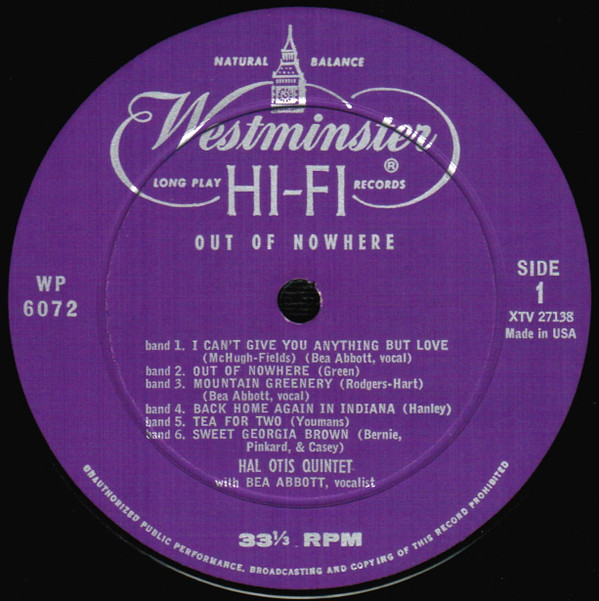 NATURAL BALANCE
Westminster
®
LONG PLAY HI-FI RECORDS
OUT OF NOWHERE
WP
6072
SIDE
1
XTV 27138
Made in USA
band 1. I CAN'T GIVE YOU ANYTHING BUT LOVE
(McHugh-Fields) (Bea Abbott, vocal)
band 2. OUT OF NOWHERE (Green)
band 3. MOUNTAIN GREENERY (Rodgers-Hart)
(Bea Abbott, vocal)
band 4. BACK HOME AGAIN IN INDIANA (Hanley)
band 5. TEA FOR TWO (Youmans)
band 6. SWEET GEORGIA BROWN (Bernie,
Pinkard, & Casey)
HAL OTIS QUINTET
with BEA ABBOTT, vocalist
33⅓ RPM
UNAUTHORIZED PUBLIC PERFORMANCE, BROADCASTING AND COPYING OF THIS RECORD PROHIBITED